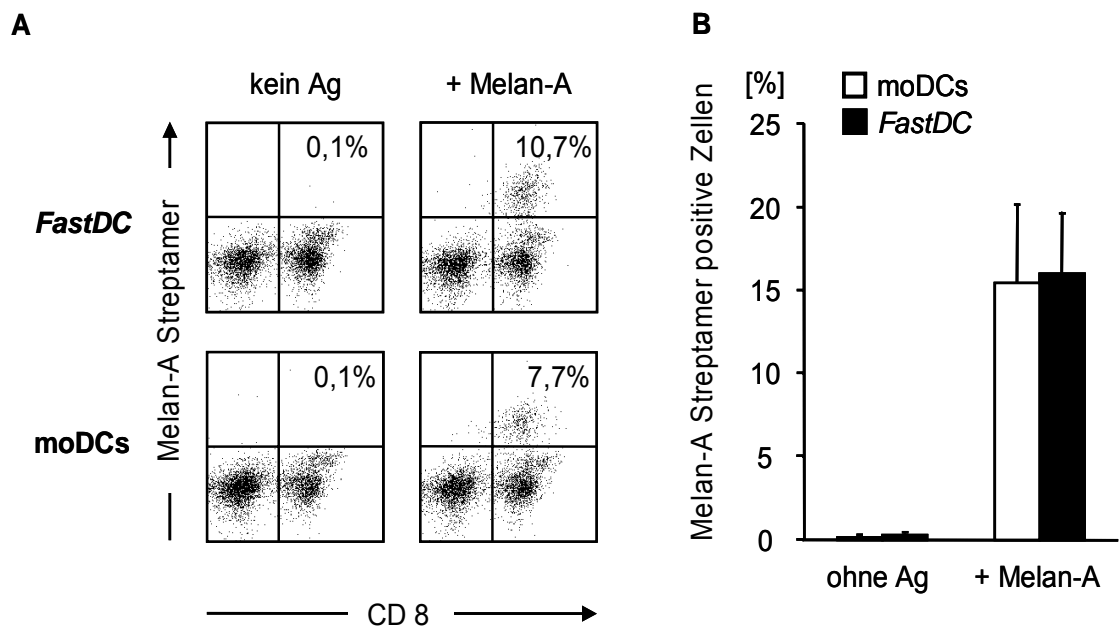 A
kein Ag
+ Melan-A
FastDC
moDCs
Melan-A Streptamer
0,1%
10,7%
0,1%
7,7%
CD 8
B
[%]
moDCs
FastDC
Melan-A Streptamer positive Zellen
25
20
15
10
5
0
ohne Ag
+ Melan-A